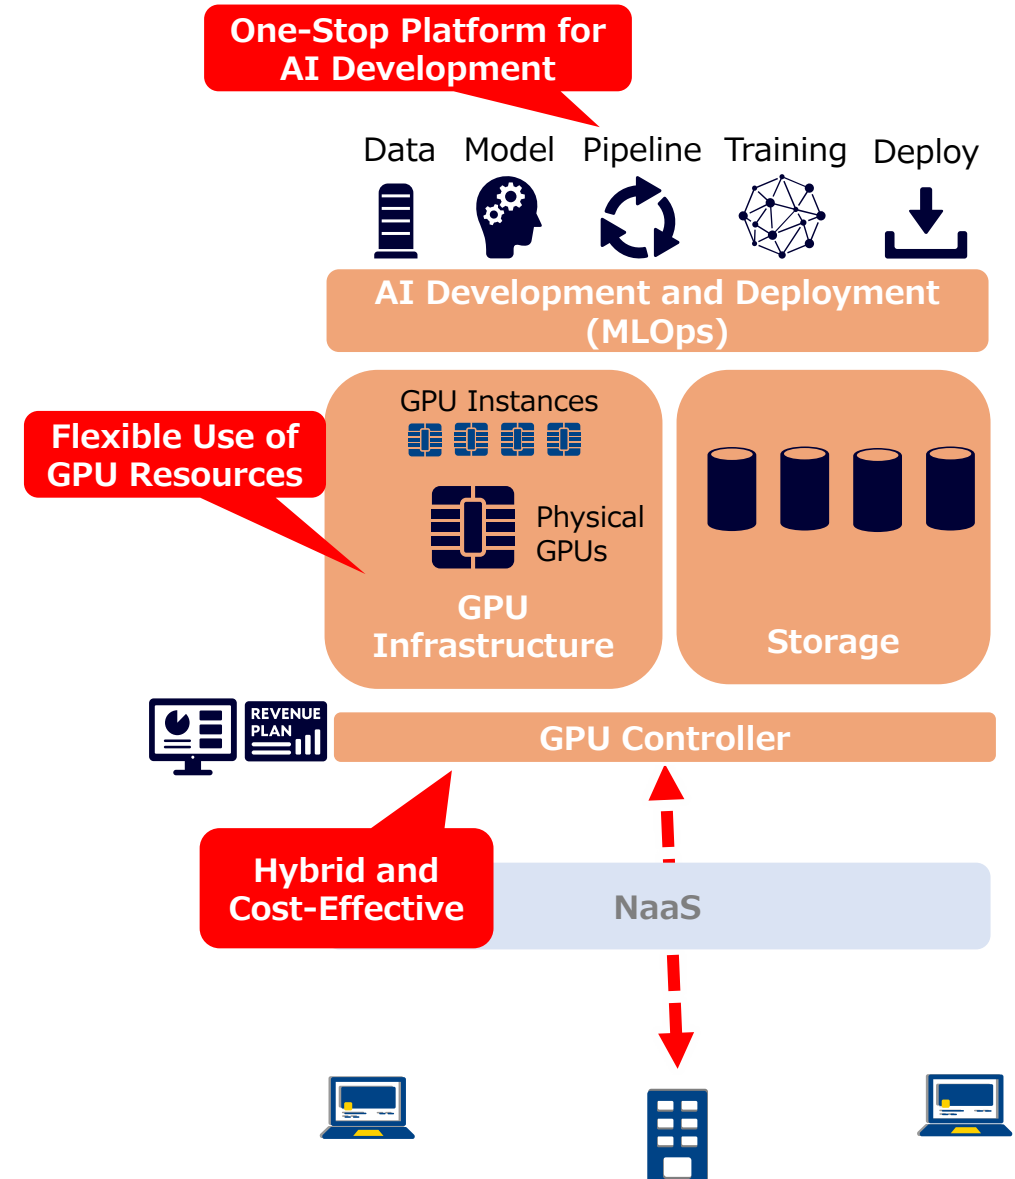 One-Stop Platform for
AI Development
Data Model Pipeline Training Deploy
AI Development and Deployment
(MLOps)
GPU Instances
Flexible Use of
GPU Resources
Physical
GPUs
GPU
Infrastructure
Storage
REVENUE
PLAN
GPU Controller
Hybrid and
Cost-Effective
NaaS